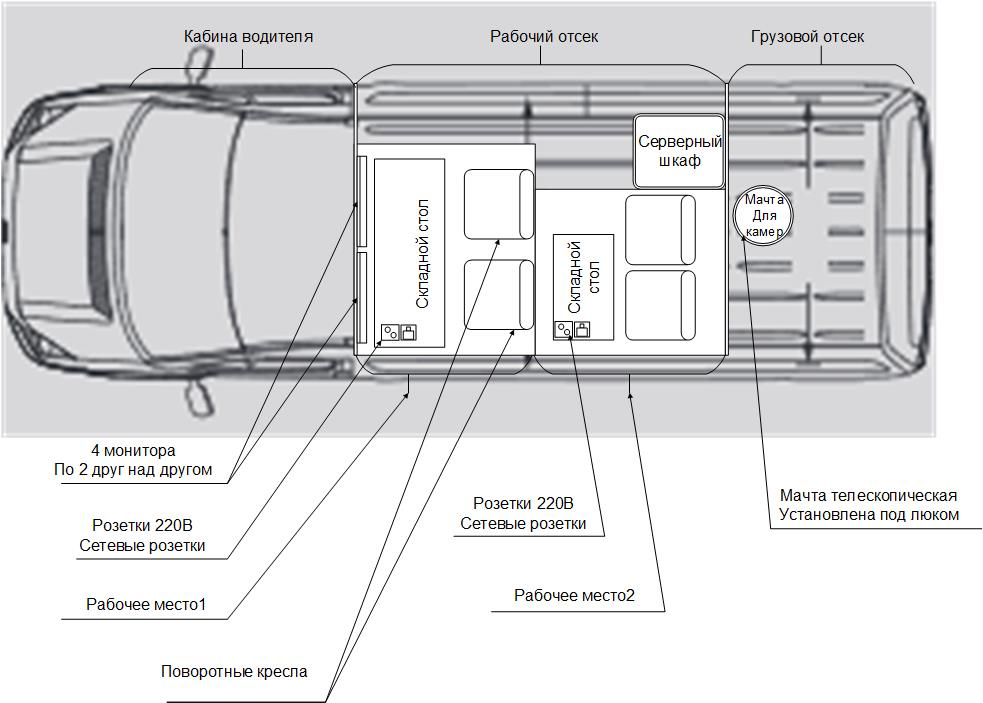 Кабина водителя
Рабочий отсек
Грузовой отсек
Серверный
шкаф
Мачта
Для
камер
Складной стол
Складной
стол
4 монитора
По 2 друг над другом
Розетки 220В
Сетевые розетки
Розетки 220В
Сетевые розетки
Мачта телескопическая
Установлена под люком
Рабочее место1
Рабочее место2
Поворотные кресла